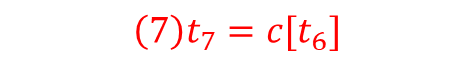 (7)t₇ = c[t₆]